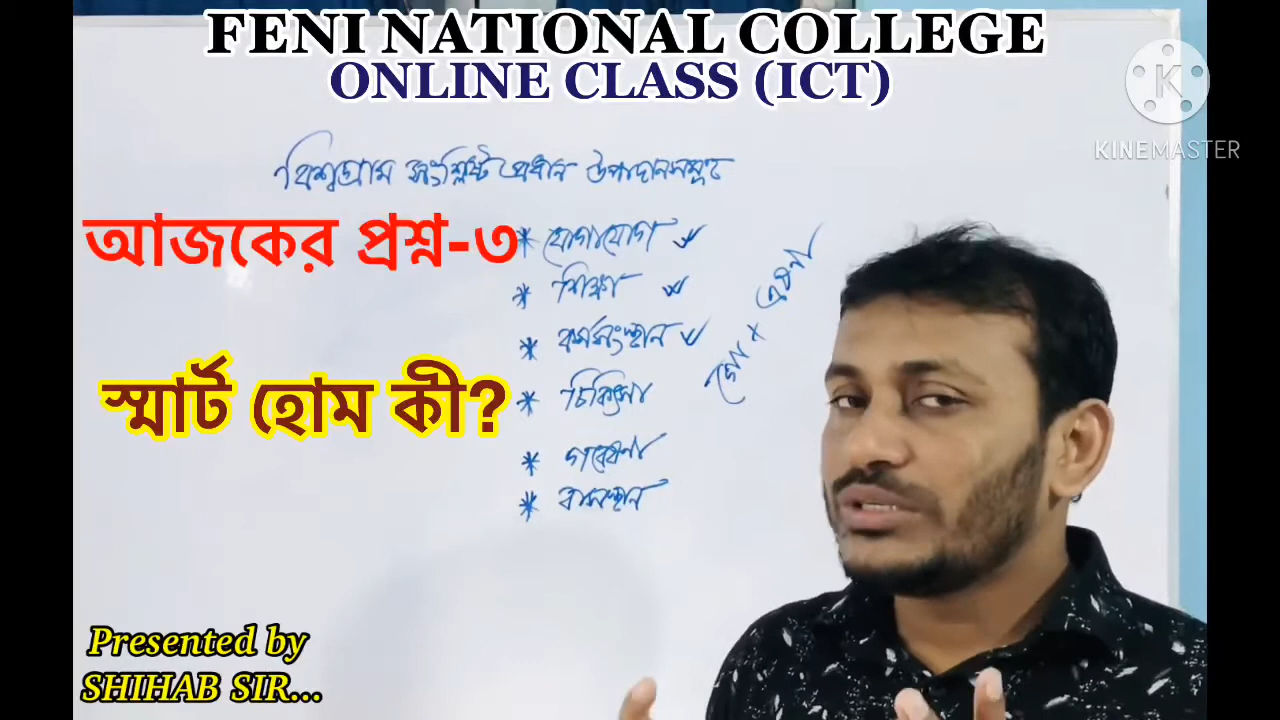 FENI NATIONAL COLLEGE
ONLINE CLASS (ICT)
K
KINEMASTER
বিশ্বগ্রাম সংশ্লিষ্ট প্রধান উপাদানসমূহ
আজকের প্রশ্ন-৩
* যোগাযোগ
* শিক্ষা
* কর্মসংস্থান
* চিকিৎসা
স্মার্ট হোম কী?
* গবেষণা
* বাসস্থান
Presented by
SHIHAB SIR...